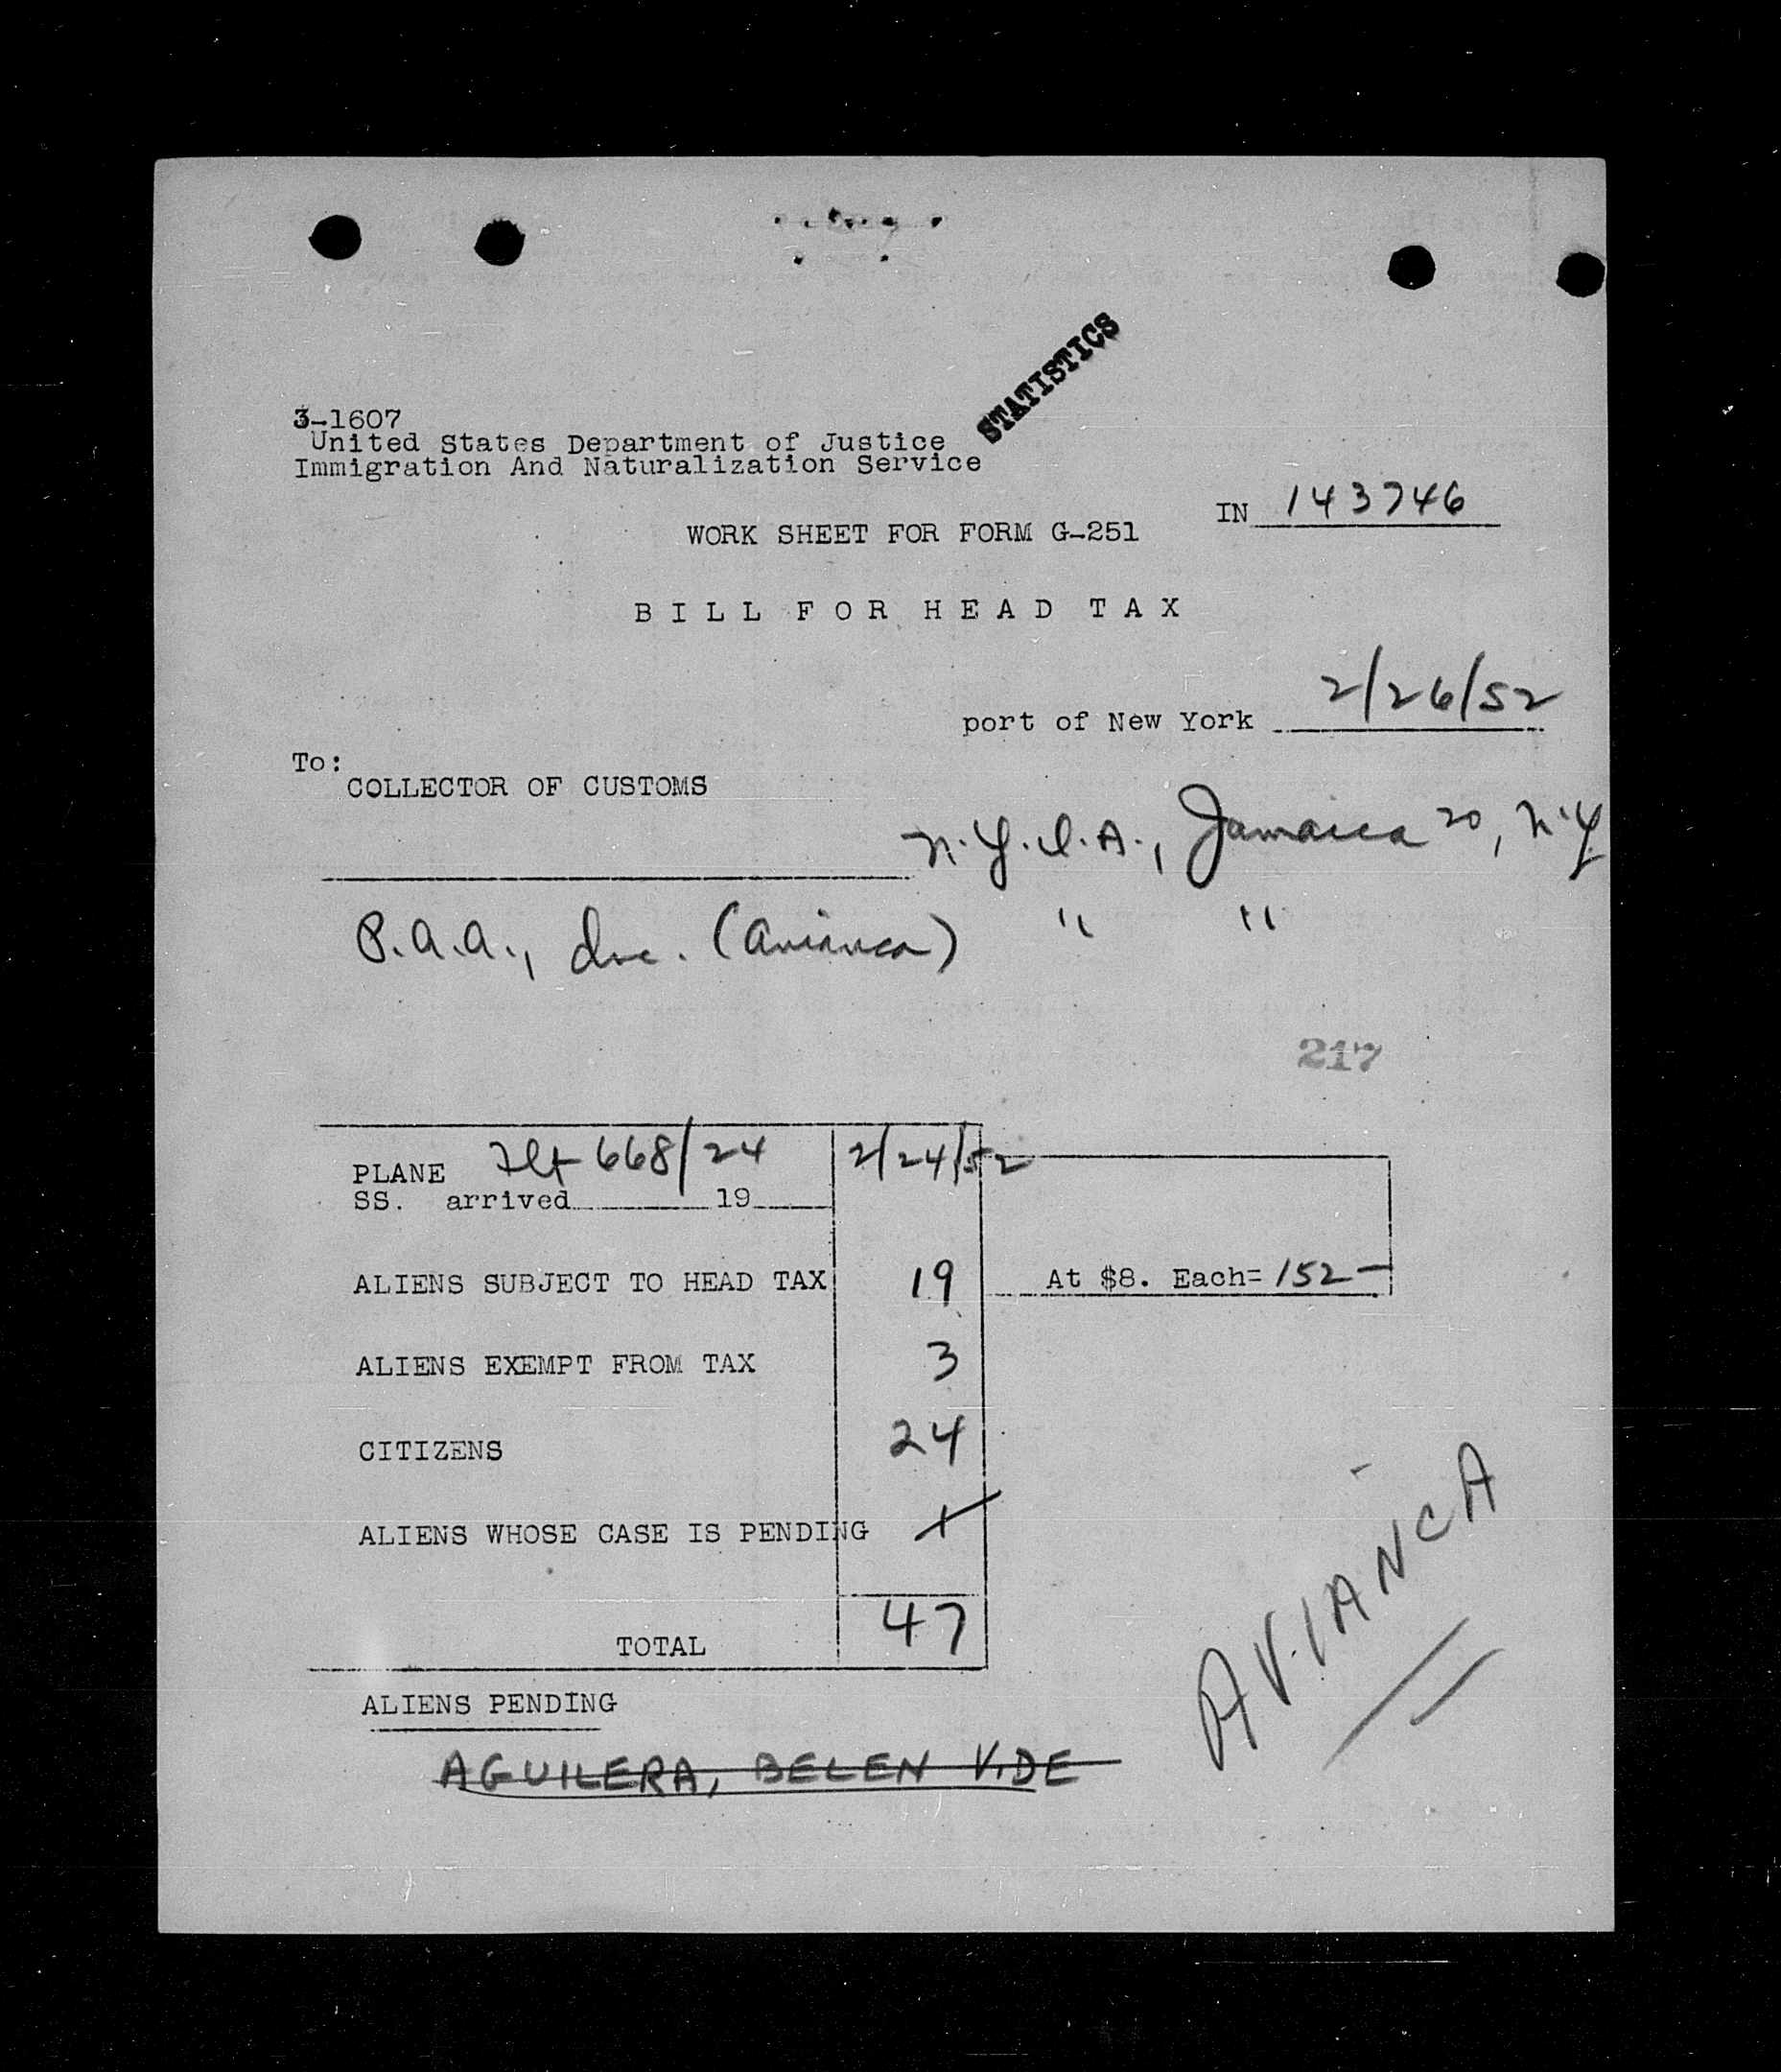 STATISTICS
3-1607
United States Department of Justice
Immigration And Naturalization Service
IN 143746
WORK SHEET FOR FORM G-251
BILL FOR HEAD TAX
port of New York 2/26/52
To:
COLLECTOR OF CUSTOMS
N.Y.I.A., Jamaica 20, N.Y
P.A.A., Inc. (Avianca) " "
217
PLANE Flt 668/24 2/24/52
SS. arrived 19
ALIENS SUBJECT TO HEAD TAX 19 At $8. Each= 152-
ALIENS EXEMPT FROM TAX 3
CITIZENS 24
ALIENS WHOSE CASE IS PENDING 1
TOTAL 47
AVIANCA
ALIENS PENDING
AGUILERA, BELEN V. DE